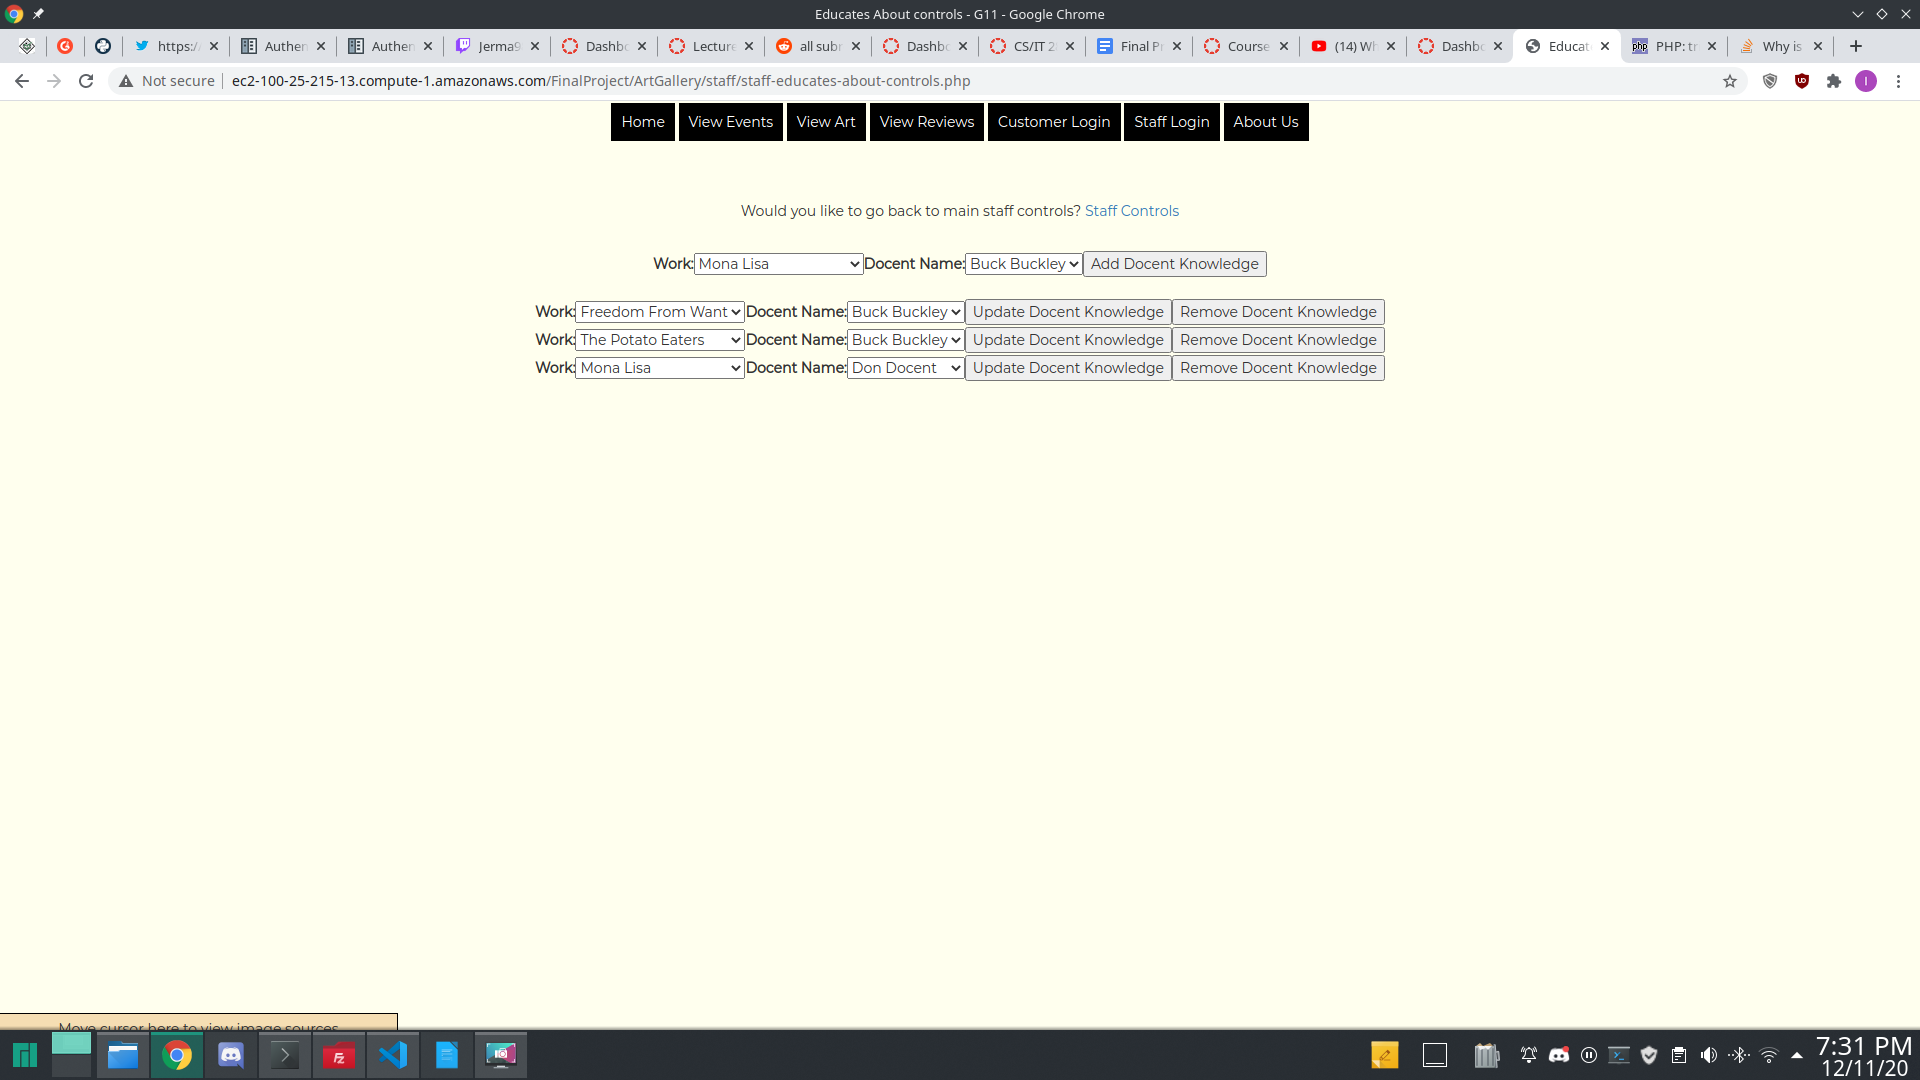 Educates About controls - G11 - Google Chrome
https:/ Authen Authen Jerma9 Dashbo Lecture all subr Dashbo CS/IT 2 Final Pr Course (14) Wh Dashbo Educat PHP: tr Why is
Not secure ec2-100-25-215-13.compute-1.amazonaws.com/FinalProject/ArtGallery/staff/staff-educates-about-controls.php
Home View Events View Art View Reviews Customer Login Staff Login About Us
Would you like to go back to main staff controls? Staff Controls
Work: Mona Lisa Docent Name: Buck Buckley Add Docent Knowledge
Work: Freedom From Want Docent Name: Buck Buckley Update Docent Knowledge Remove Docent Knowledge
Work: The Potato Eaters Docent Name: Buck Buckley Update Docent Knowledge Remove Docent Knowledge
Work: Mona Lisa Docent Name: Don Docent Update Docent Knowledge Remove Docent Knowledge
Move cursor here to view image sources
7:31 PM
12/11/20